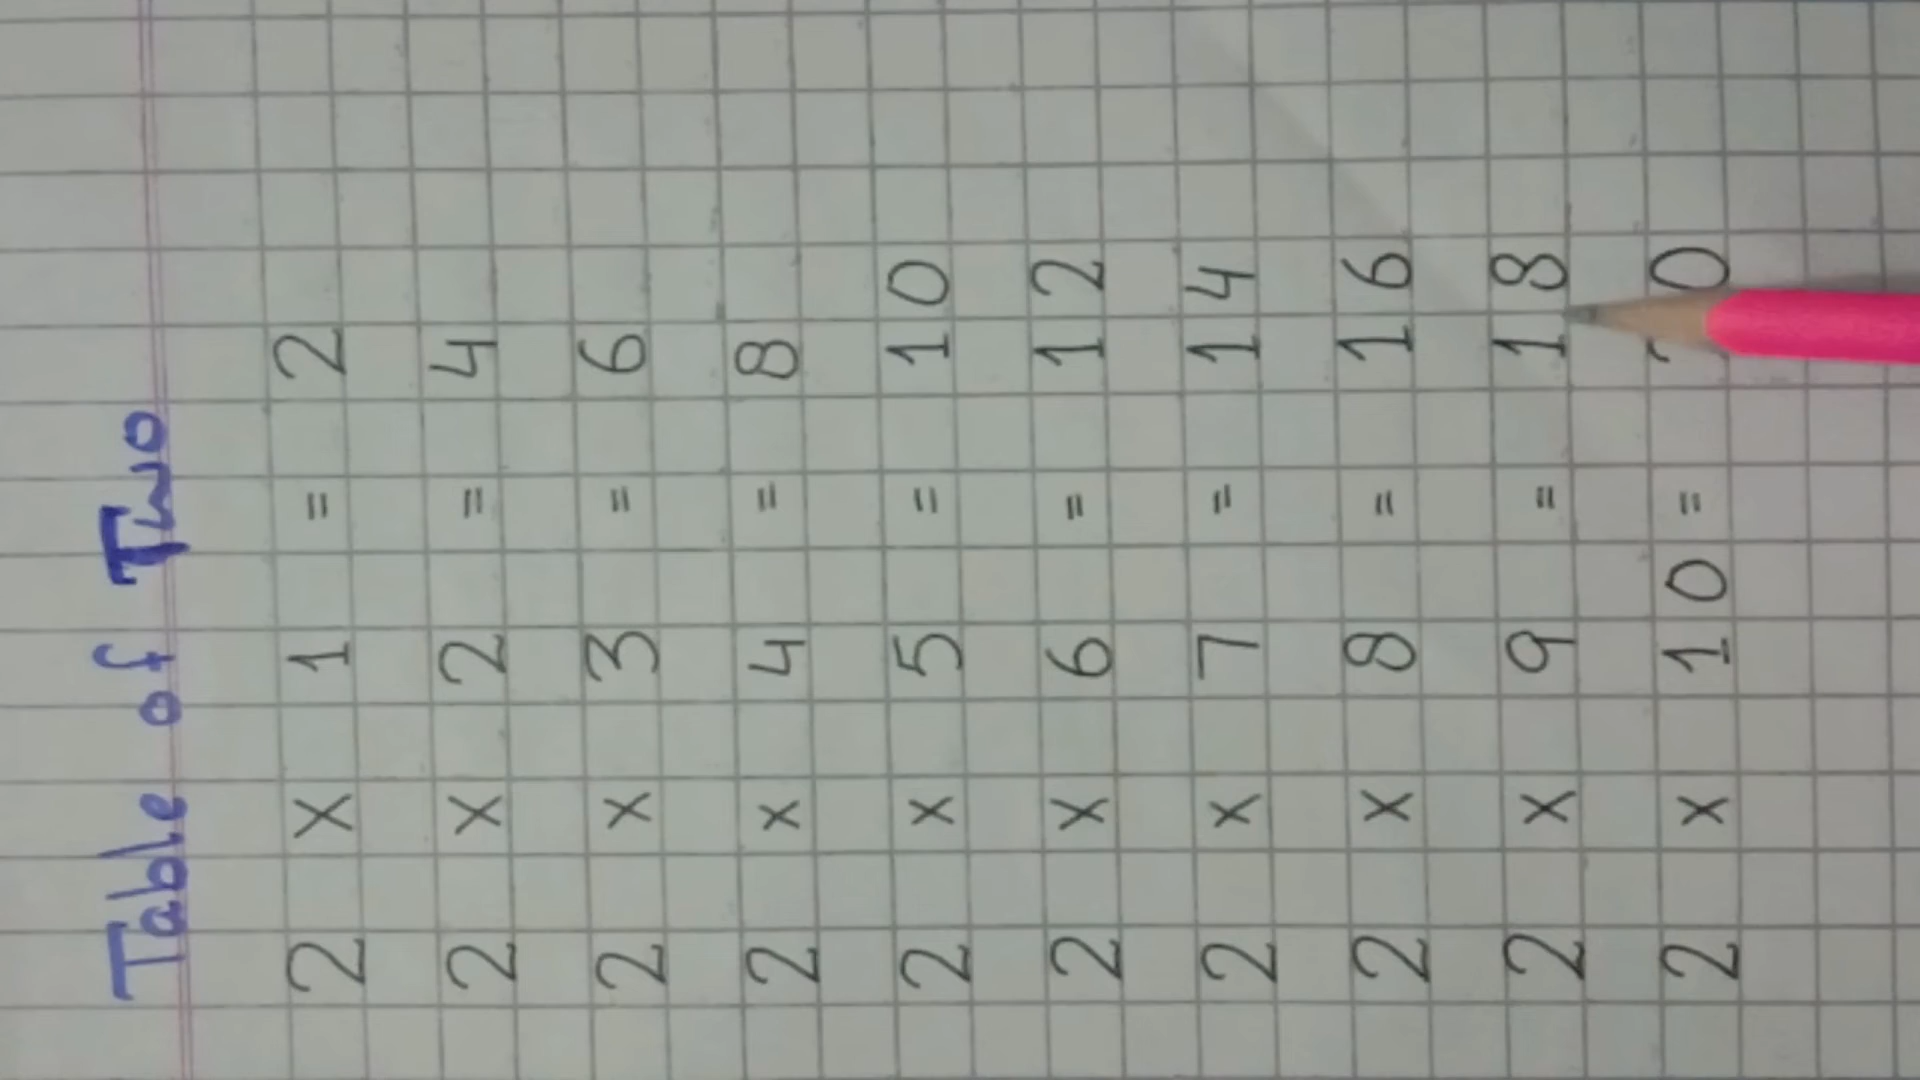 Table of Two
2 x 1 = 2
2 x 2 = 4
2 x 3 = 6
2 x 4 = 8
2 x 5 = 10
2 x 6 = 12
2 x 7 = 14
2 x 8 = 16
2 x 9 = 18
2 x 10 =